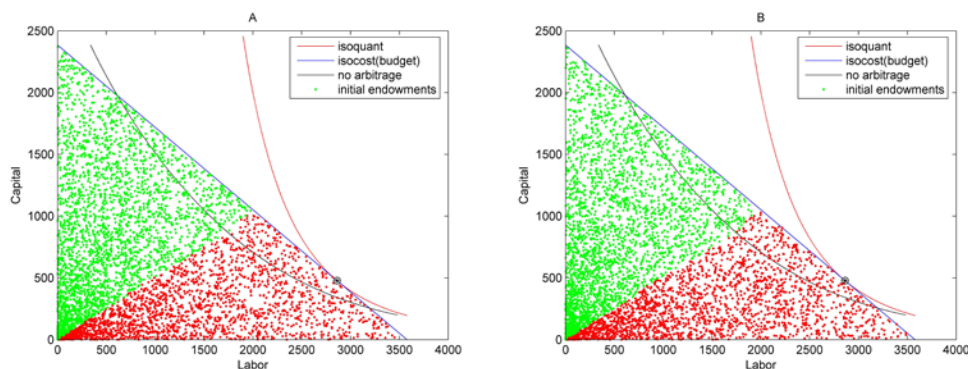 A
2500
2000
1500
1000
500
0
Capital
0 500 1000 1500 2000 2500 3000 3500 4000
Labor
isoquant
isocost(budget)
no arbitrage
initial endowments
B
2500
2000
1500
1000
500
0
Capital
0 500 1000 1500 2000 2500 3000 3500 4000
Labor
isoquant
isocost(budget)
no arbitrage
initial endowments